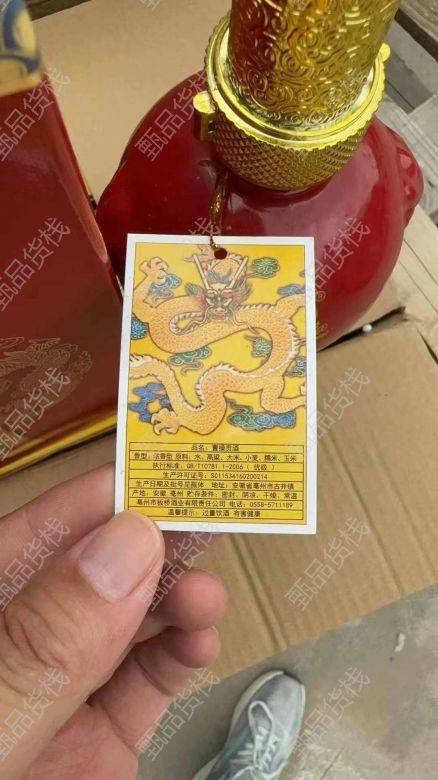 品名：曹操贡酒
香型：浓香型 原料：水、高粱、大米、小麦、糯米、玉米
执行标准：GB/T10781.1-2006（优级）
生产许可证号：SC11534160200214
生产日期及批号见瓶体 地址：安徽省亳州市古井镇
产地：安徽 亳州 贮存条件：密封、阴凉、干燥、常温
亳州市板桥酒业有限责任公司 电话：0558-5711189
温馨提示：过量饮酒 有害健康
甄品货栈